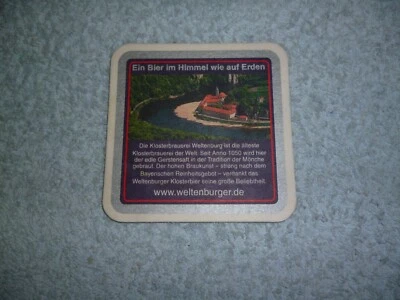 Ein Bier im Himmel wie auf Erden
Die Klosterbrauerei Weltenburg ist die älteste
Klosterbrauerei der Welt. Seit Anno 1050 wird hier
der edle Gerstensaft in der Tradition der Mönche
gebraut. Der hohen Braukunst – streng nach dem
Bayerischen Reinheitsgebot – verdankt das
Weltenburger Klosterbier seine große Beliebtheit.
www.weltenburger.de